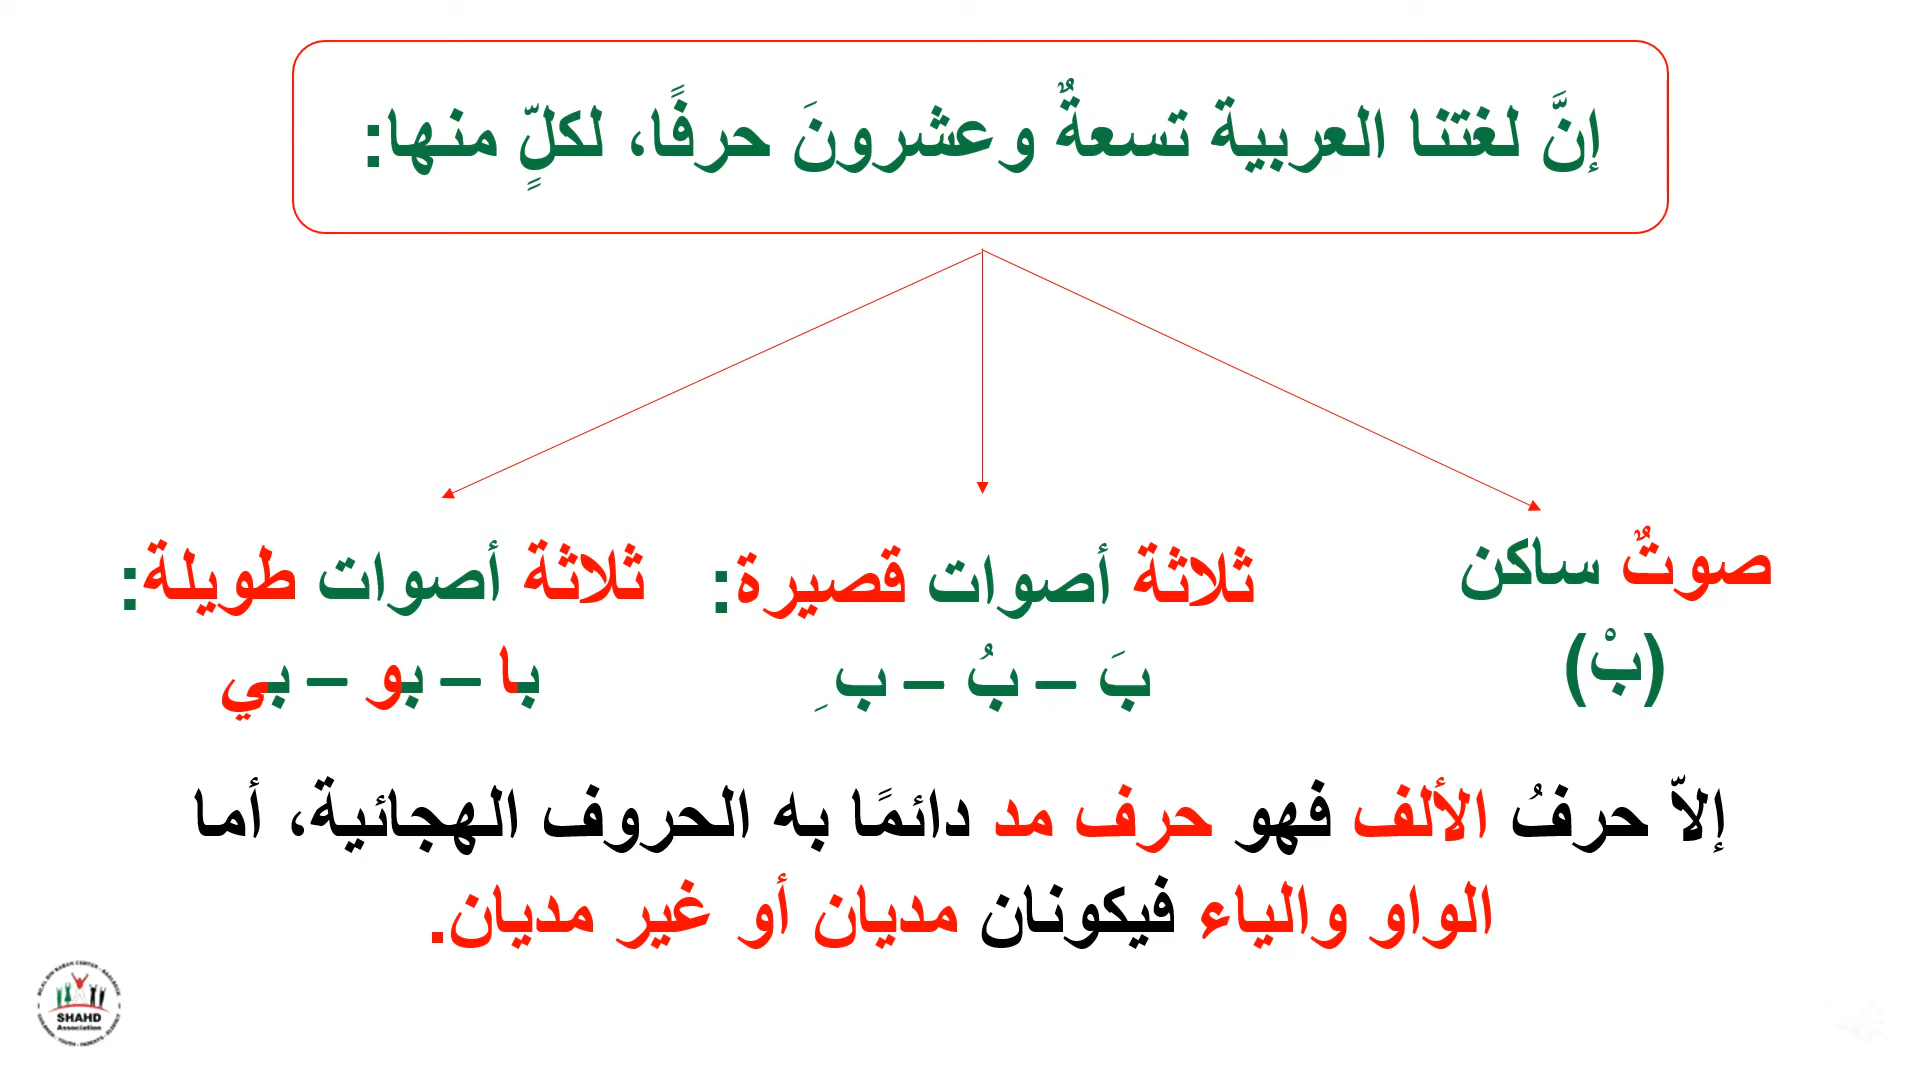 إنَّ لغتنا العربية تسعةٌ وعشرونَ حرفًا، لكلٍّ منها:
صوتٌ ساكن
(بْ)
ثلاثة أصوات قصيرة:
بَ – بُ – ب ِ
ثلاثة أصوات طويلة:
با – بو – بي
إلاّ حرفُ الألف فهو حرف مد دائمًا به الحروف الهجائية، أما
الواو والياء فيكونان مديان أو غير مديان.
SHAHD
Association